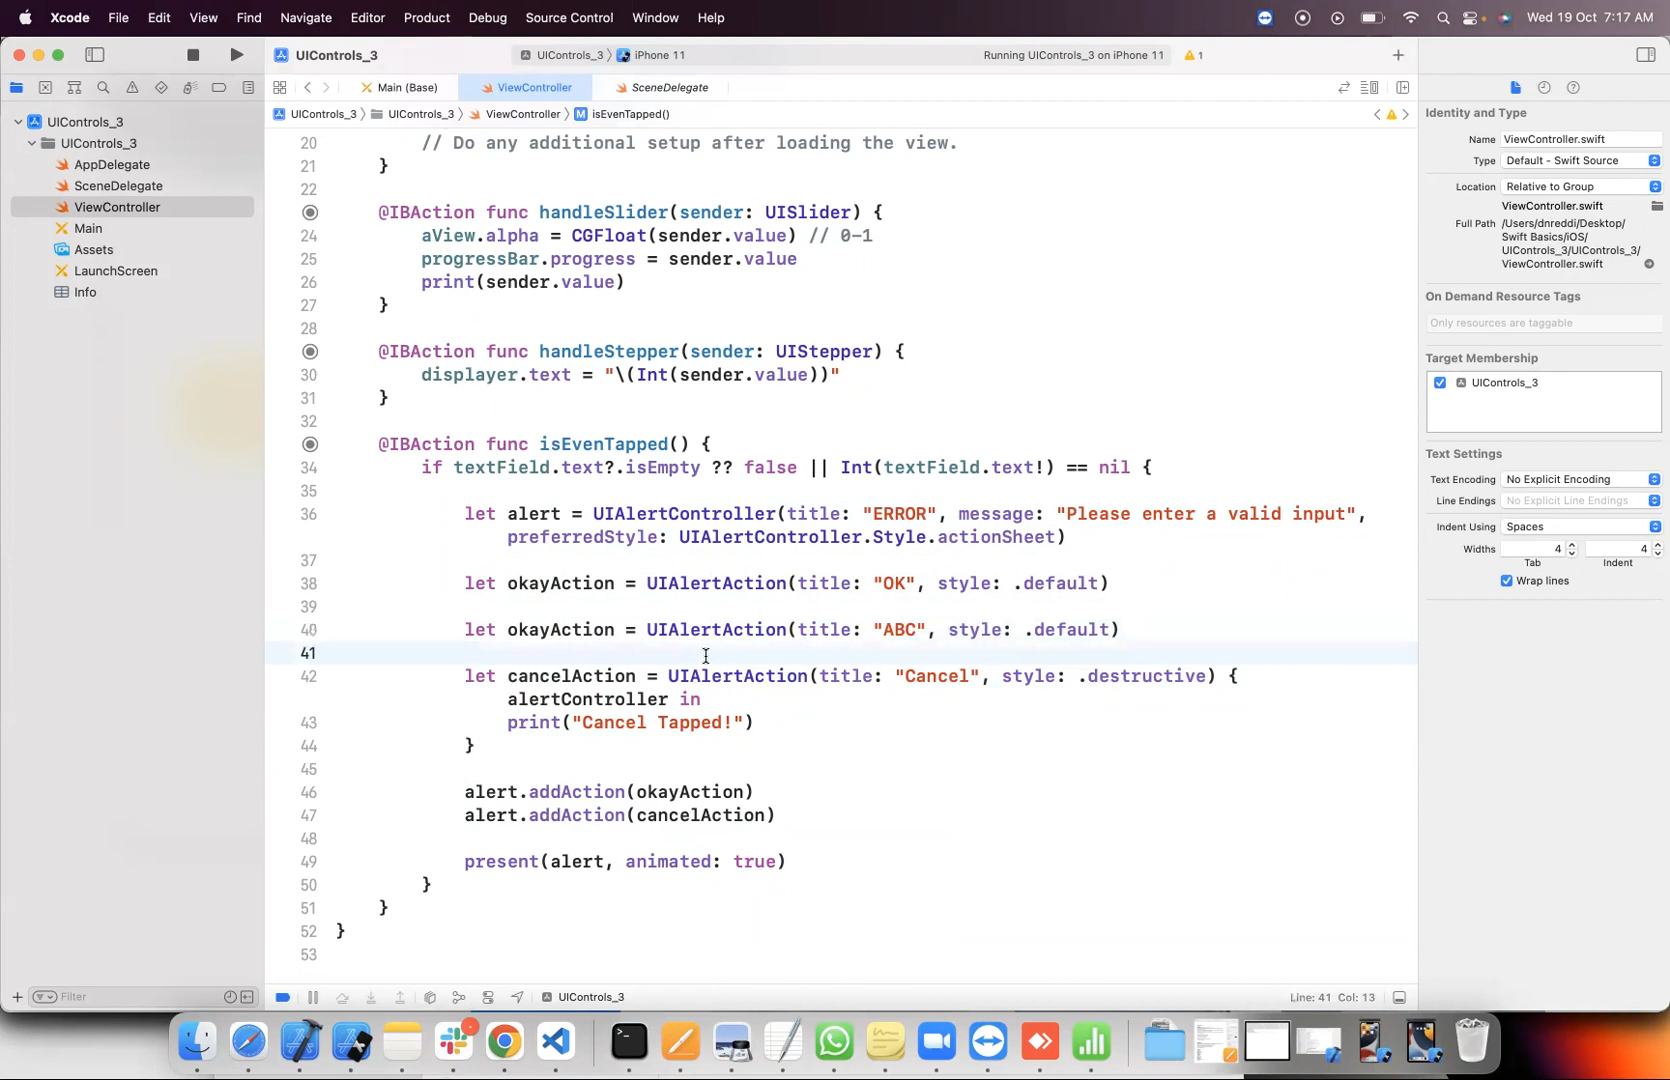 Xcode File Edit View Find Navigate Editor Product Debug Source Control Window Help Wed 19 Oct 7:17 AM
UIControls_3 UIControls_3 iPhone 11 Running UIControls_3 on iPhone 11 1
Main (Base) ViewController SceneDelegate
UIControls_3 UIControls_3 ViewController M isEvenTapped()
UIControls_3
UIControls_3
AppDelegate
SceneDelegate
ViewController
Main
Assets
LaunchScreen
Info
Filter
20 // Do any additional setup after loading the view.
21 }
22
@IBAction func handleSlider(sender: UISlider) {
24 aView.alpha = CGFloat(sender.value) // 0-1
25 progressBar.progress = sender.value
26 print(sender.value)
27 }
28
@IBAction func handleStepper(sender: UIStepper) {
30 displayer.text = "\(Int(sender.value))"
31 }
32
@IBAction func isEvenTapped() {
34 if textField.text?.isEmpty ?? false || Int(textField.text!) == nil {
35
36 let alert = UIAlertController(title: "ERROR", message: "Please enter a valid input",
preferredStyle: UIAlertController.Style.actionSheet)
37
38 let okayAction = UIAlertAction(title: "OK", style: .default)
39
40 let okayAction = UIAlertAction(title: "ABC", style: .default)
41
42 let cancelAction = UIAlertAction(title: "Cancel", style: .destructive) {
alertController in
43 print("Cancel Tapped!")
44 }
45
46 alert.addAction(okayAction)
47 alert.addAction(cancelAction)
48
49 present(alert, animated: true)
50 }
51 }
52 }
53
UIControls_3 Line: 41 Col: 13
Identity and Type
Name ViewController.swift
Type Default - Swift Source
Location Relative to Group
ViewController.swift
Full Path /Users/dnreddi/Desktop/
Swift Basics/iOS/
UIControls_3/UIControls_3/
ViewController.swift
On Demand Resource Tags
Only resources are taggable
Target Membership
UIControls_3
Text Settings
Text Encoding No Explicit Encoding
Line Endings No Explicit Line Endings
Indent Using Spaces
Widths 4 4
Tab Indent
Wrap lines